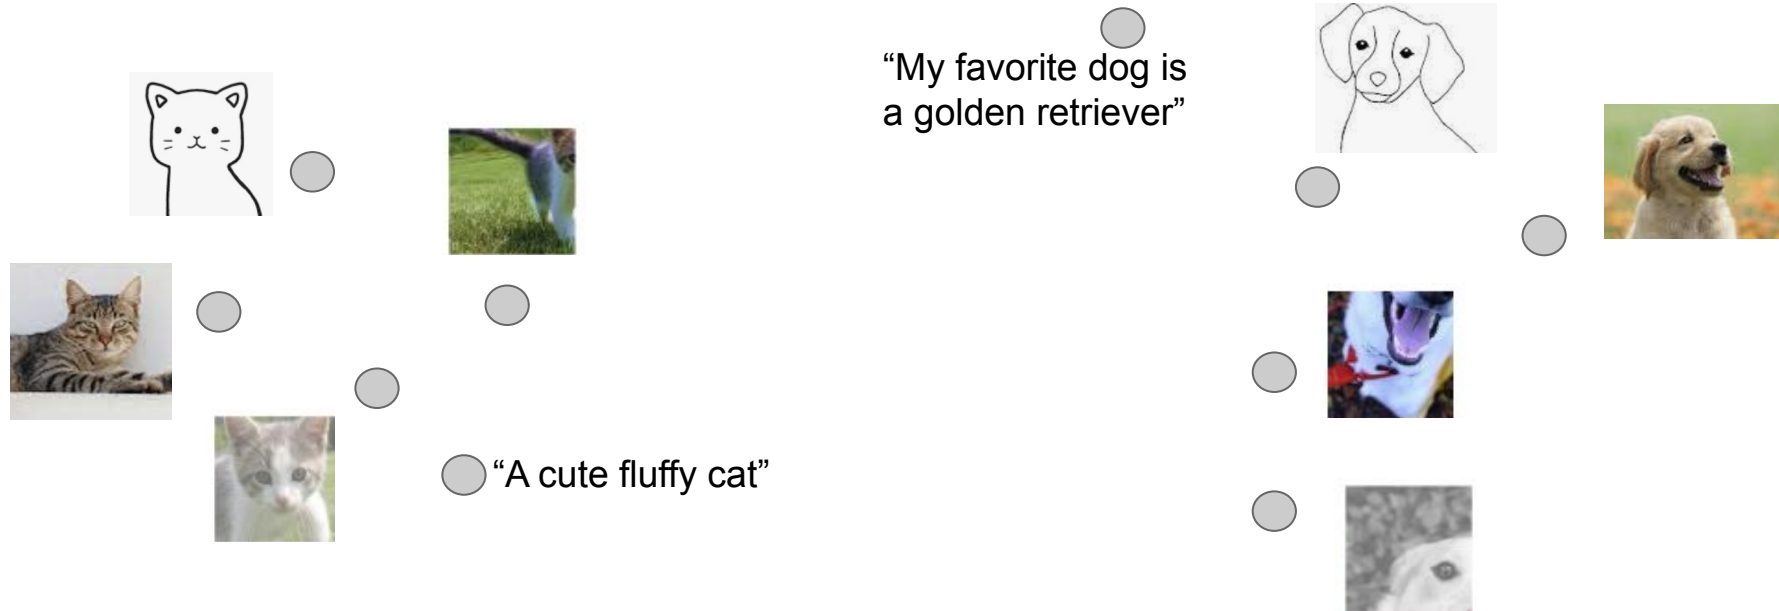 “My favorite dog is
a golden retriever”
“A cute fluffy cat”